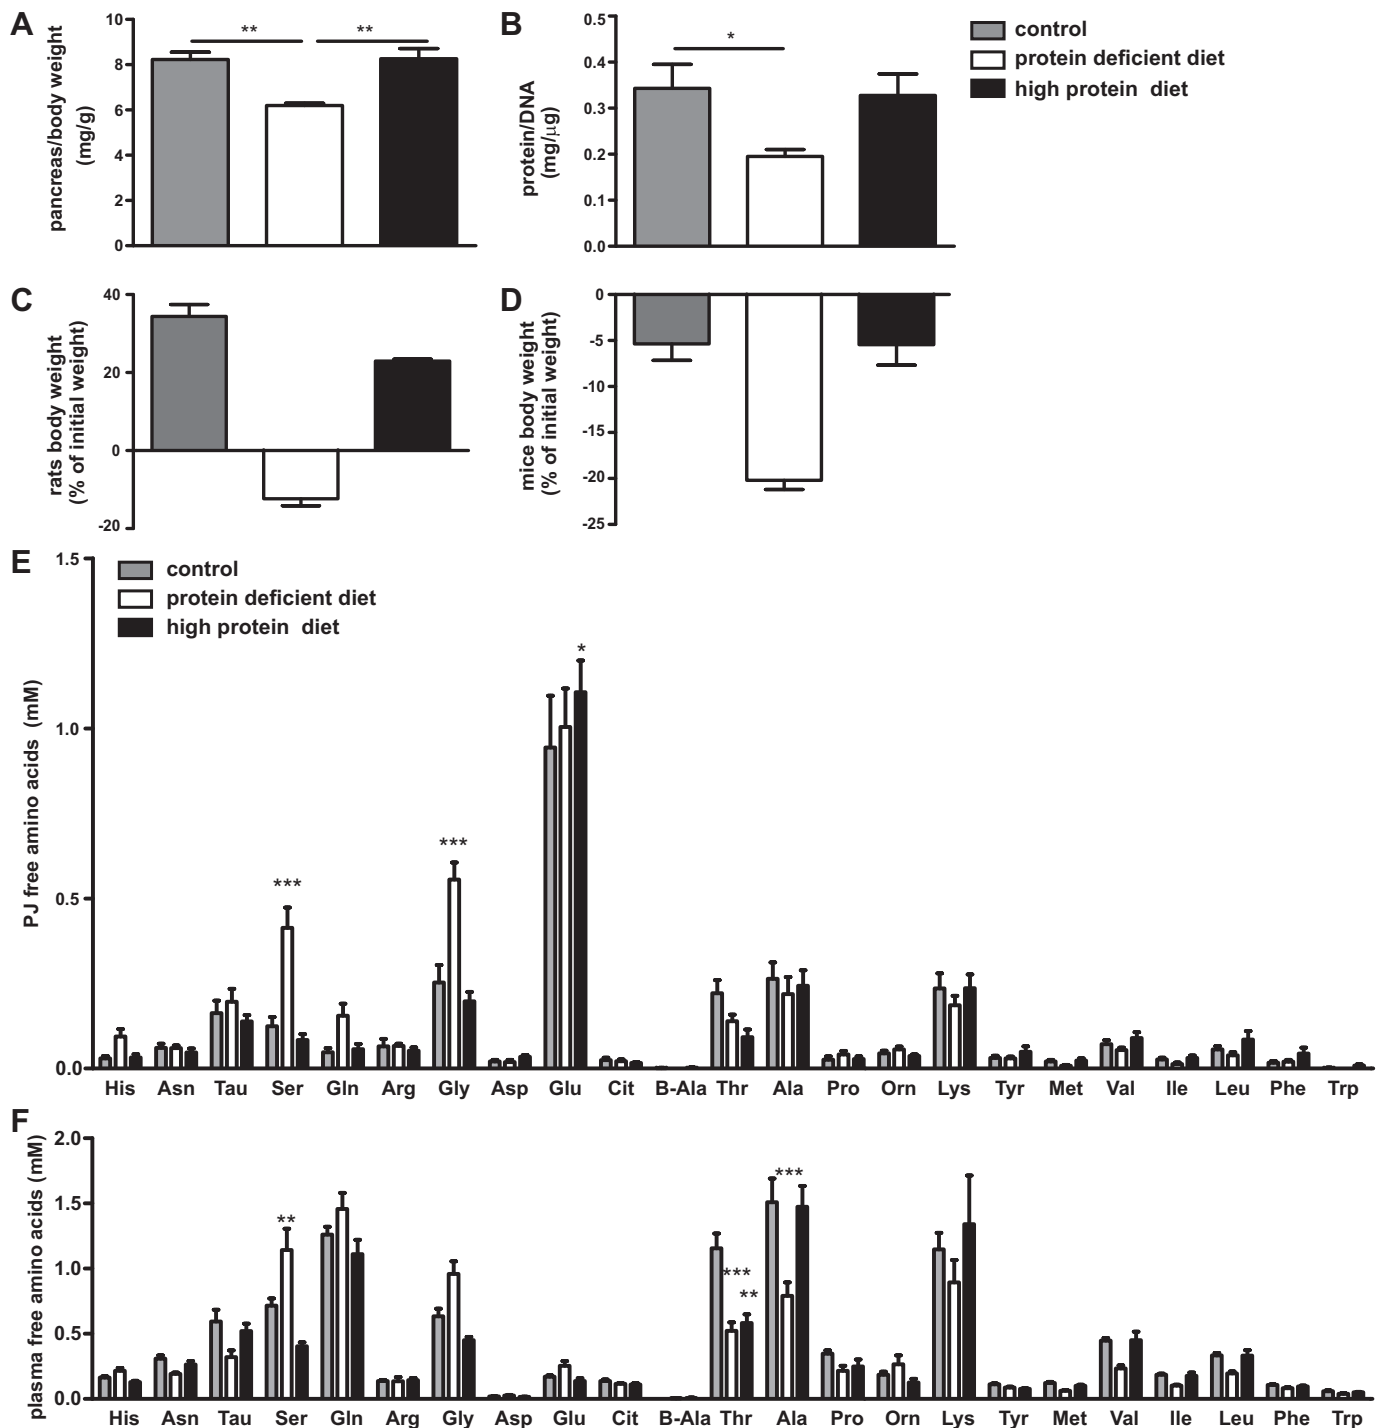 A
pancreas/body weight
(mg/g)
10
8
6
4
2
0
**
**
B
protein/DNA
(mg/µg)
0.5
0.4
0.3
0.2
0.1
0.0
*
control
protein deficient diet
high protein diet
C
rats body weight
(% of initial weight)
40
20
0
-20
D
mice body weight
(% of initial weight)
0
-5
-10
-15
-20
-25
E
PJ free amino acids (mM)
1.5
1.0
0.5
0.0
control
protein deficient diet
high protein diet
***
***
*
His Asn Tau Ser Gln Arg Gly Asp Glu Cit B-Ala Thr Ala Pro Orn Lys Tyr Met Val Ile Leu Phe Trp
F
plasma free amino acids (mM)
2.0
1.5
1.0
0.5
0.0
**
***
**
***
His Asn Tau Ser Gln Arg Gly Asp Glu Cit B-Ala Thr Ala Pro Orn Lys Tyr Met Val Ile Leu Phe Trp